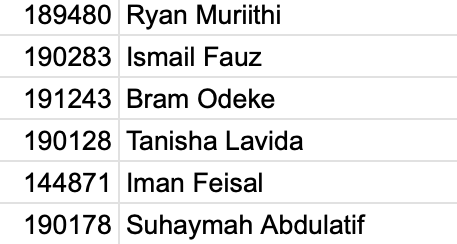 189480 Ryan Muriithi
190283 Ismail Fauz
191243 Bram Odeke
190128 Tanisha Lavida
144871 Iman Feisal
190178 Suhaymah Abdulatif